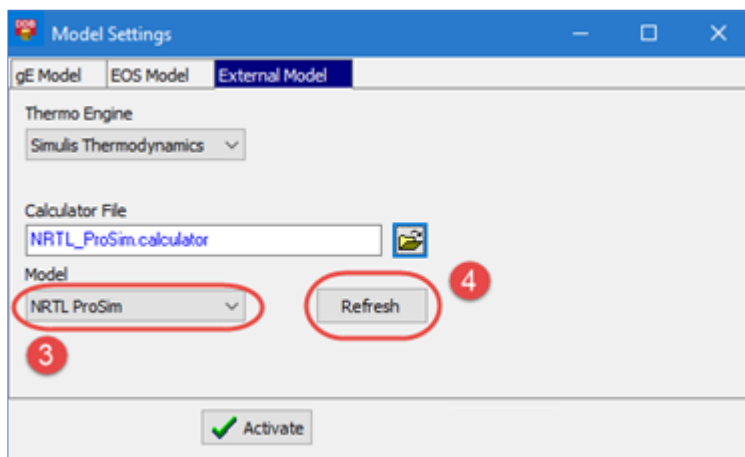 Model Settings
gE Model EOS Model External Model
Thermo Engine
Simulis Thermodynamics
Calculator File
NRTL_ProSim.calculator
Model
4
NRTL ProSim Refresh
3
Activate